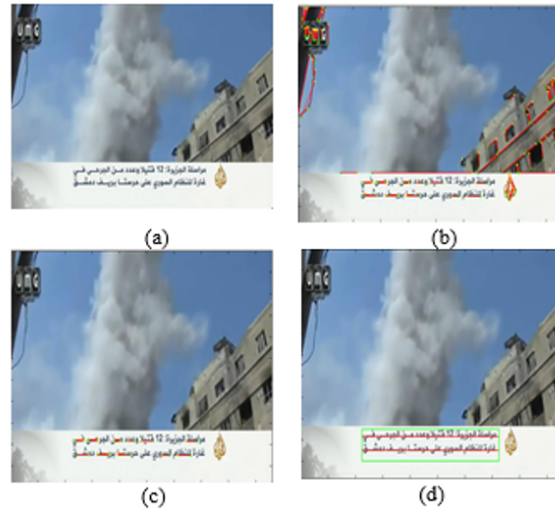 مراسلة الجزيرة: 12 قتيلا وعدد من الجرحى في
غارة للنظام السوري على حرستا بريف دمشق
(a)
مراسلة الجزيرة: 12 قتيلا وعدد من الجرحى في
غارة للنظام السوري على حرستا بريف دمشق
(b)
مراسلة الجزيرة: 12 قتيلا وعدد من الجرحى في
غارة للنظام السوري على حرستا بريف دمشق
(c)
مراسلة الجزيرة: 12 قتيلا وعدد من الجرحى في
غارة للنظام السوري على حرستا بريف دمشق
(d)